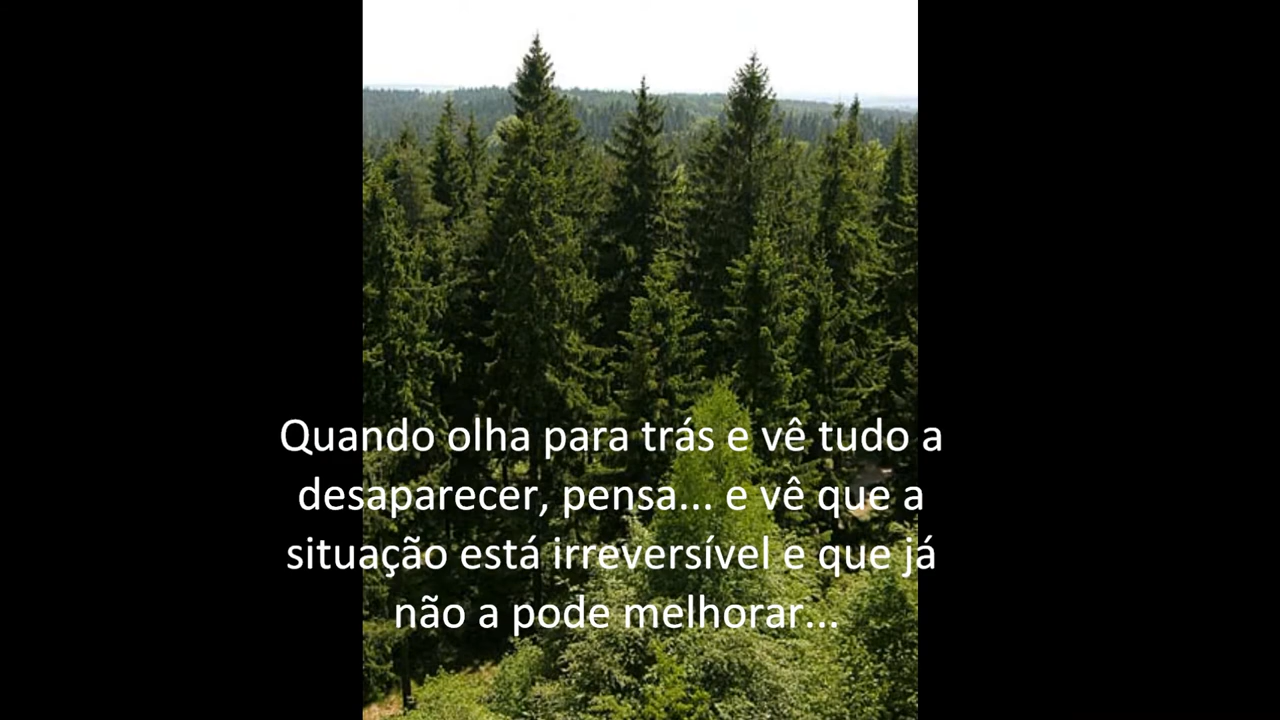 Quando olha para trás e vê tudo a
desaparecer, pensa... e vê que a
situação está irreversível e que já
não a pode melhorar...